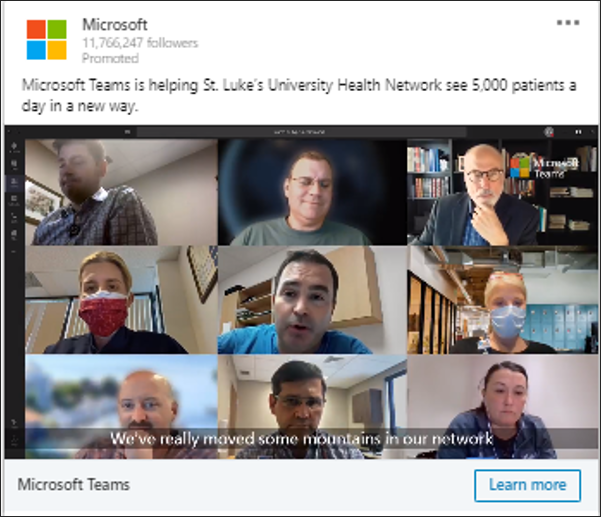 Microsoft
11,766,247 followers
Promoted
Microsoft Teams is helping St. Luke's University Health Network see 5,000 patients a
day in a new way.
Microsoft
Teams
We've really moved some mountains in our network
Microsoft Teams
Learn more